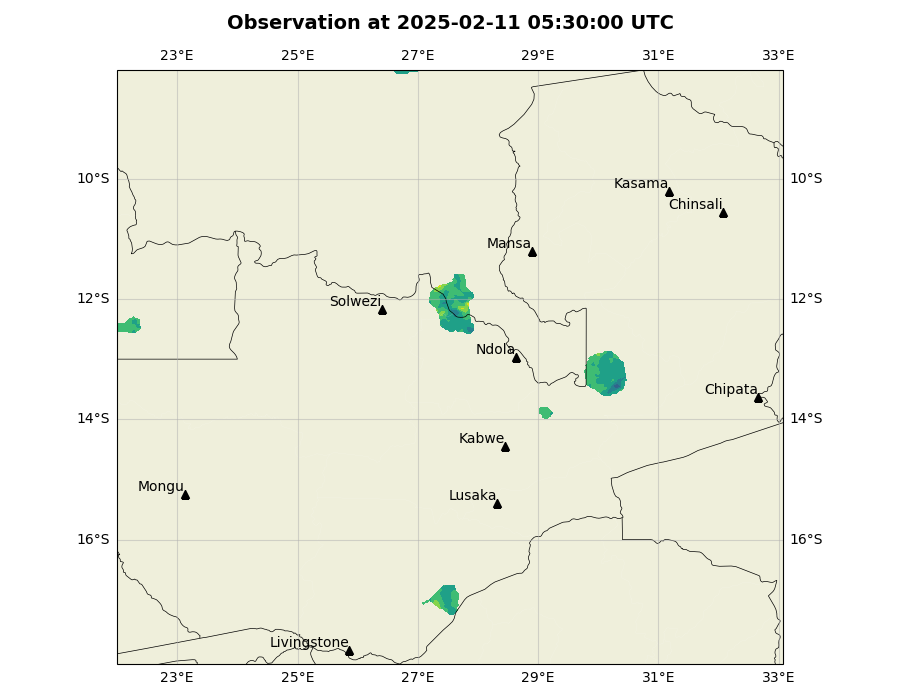 Observation at 2025-02-11 05:30:00 UTC
23°E 25°E 27°E 29°E 31°E 33°E
10°S 10°S
Kasama
Chinsali
Mansa
12°S 12°S
Solwezi
Ndola
Chipata
14°S 14°S
Kabwe
Mongu
Lusaka
16°S 16°S
Livingstone
23°E 25°E 27°E 29°E 31°E 33°E